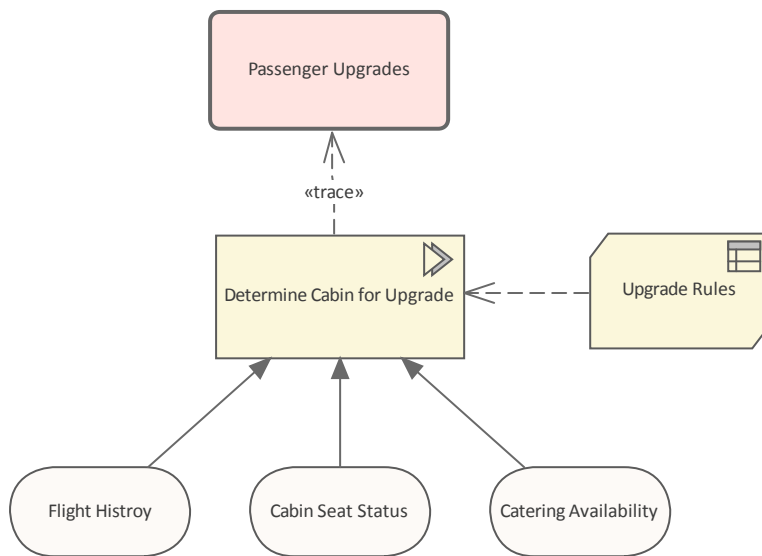 Passenger Upgrades
«trace»
Determine Cabin for Upgrade
Upgrade Rules
Flight Histroy
Cabin Seat Status
Catering Availability